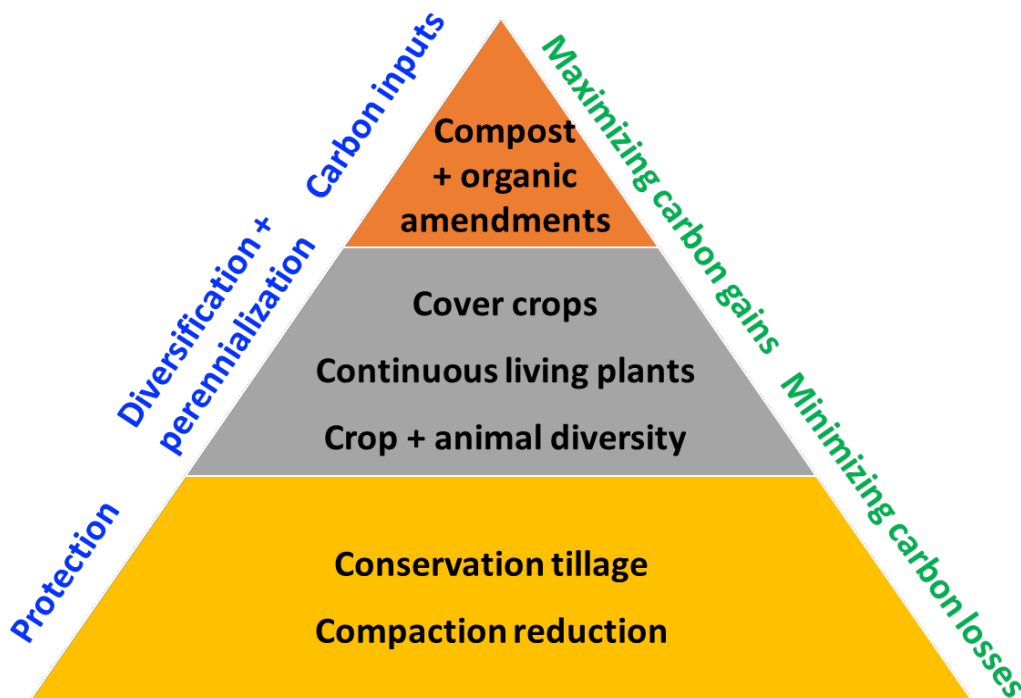 Carbon inputs
Diversification +
perennialization
Protection
Compost
+ organic
amendments
Cover crops
Continuous living plants
Crop + animal diversity
Conservation tillage
Compaction reduction
Maximizing carbon gains
Minimizing carbon losses